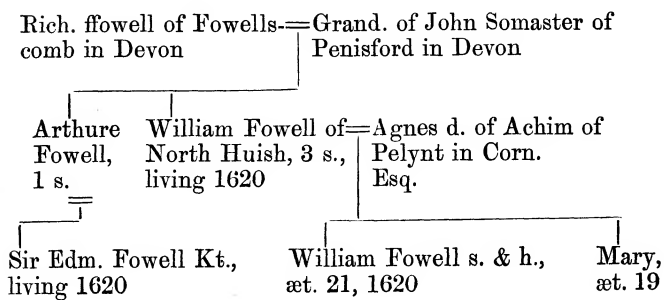 Rich. ffowell of Fowells-=Grand. of John Somaster of
comb in Devon Penisford in Devon
Arthure
Fowell,
1 s.
William Fowell of=Agnes d. of Achim of
North Huish, 3 s., Pelynt in Corn.
living 1620 Esq.
Sir Edm. Fowell Kt.,
living 1620
William Fowell s. & h.,
æt. 21, 1620
Mary,
æt. 19